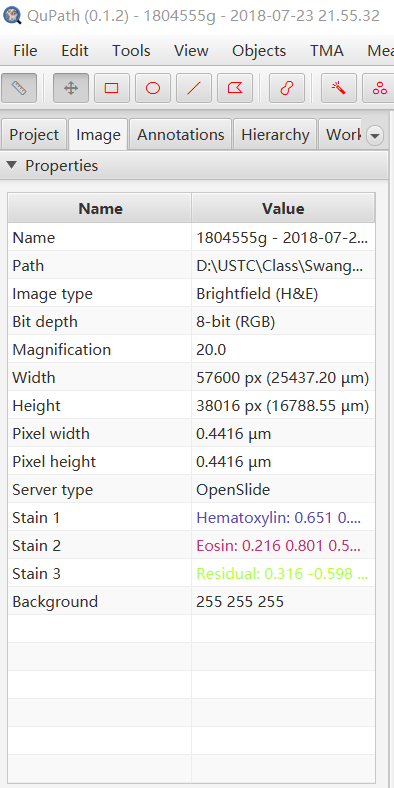 QuPath (0.1.2) - 1804555g - 2018-07-23 21.55.32
File Edit Tools View Objects TMA Mea
Project Image Annotations Hierarchy Work
Properties
Name Value
Name 1804555g - 2018-07-2...
Path D:\USTC\Class\Swang...
Image type Brightfield (H&E)
Bit depth 8-bit (RGB)
Magnification 20.0
Width 57600 px (25437.20 µm)
Height 38016 px (16788.55 µm)
Pixel width 0.4416 µm
Pixel height 0.4416 µm
Server type OpenSlide
Stain 1 Hematoxylin: 0.651 0....
Stain 2 Eosin: 0.216 0.801 0.5...
Stain 3 Residual: 0.316 -0.598 ...
Background 255 255 255